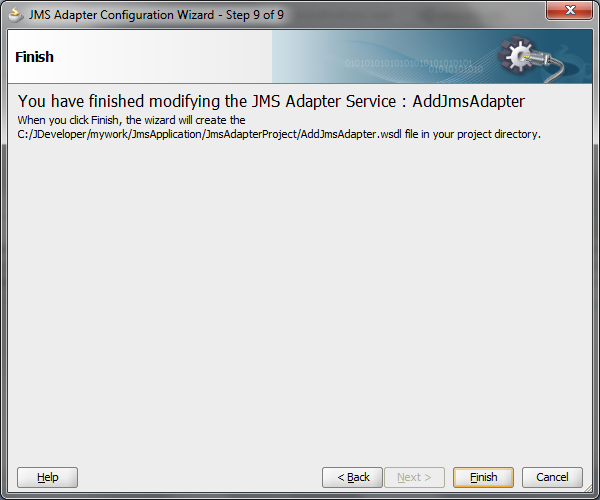 JMS Adapter Configuration Wizard - Step 9 of 9
Finish
010101010101010101010101
01010101010
You have finished modifying the JMS Adapter Service : AddJmsAdapter
When you click Finish, the wizard will create the
C:/JDeveloper/mywork/JmsApplication/JmsAdapterProject/AddJmsAdapter.wsdl file in your project directory.
Help
< Back
Next >
Finish
Cancel